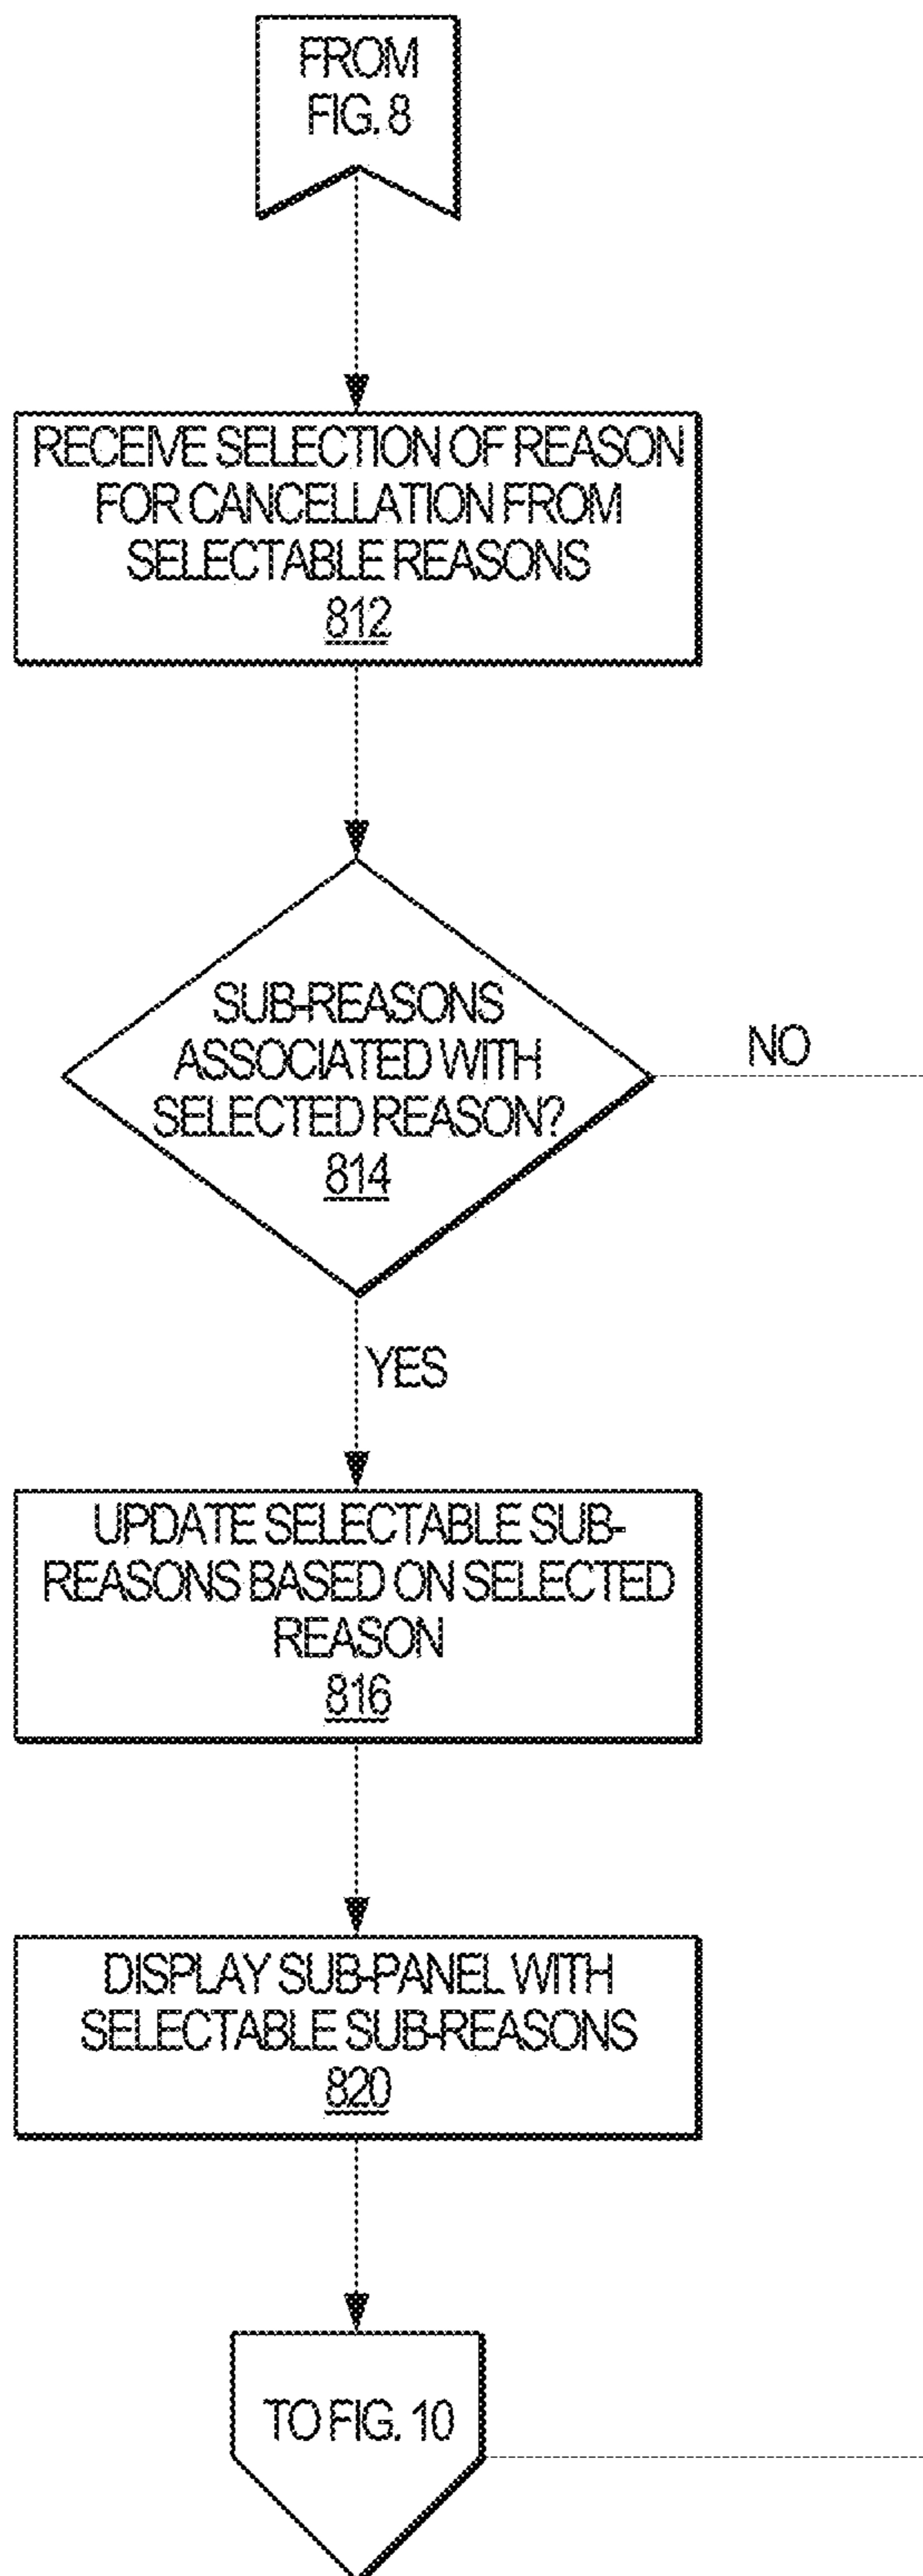 FROM
FIG. 8
RECEIVE SELECTION OF REASON
FOR CANCELLATION FROM
SELECTABLE REASONS
812
SUB-REASONS
ASSOCIATED WITH
SELECTED REASON?
814
NO
YES
UPDATE SELECTABLE SUB-
REASONS BASED ON SELECTED
REASON
816
DISPLAY SUB-PANEL WITH
SELECTABLE SUB-REASONS
820
TO FIG. 10